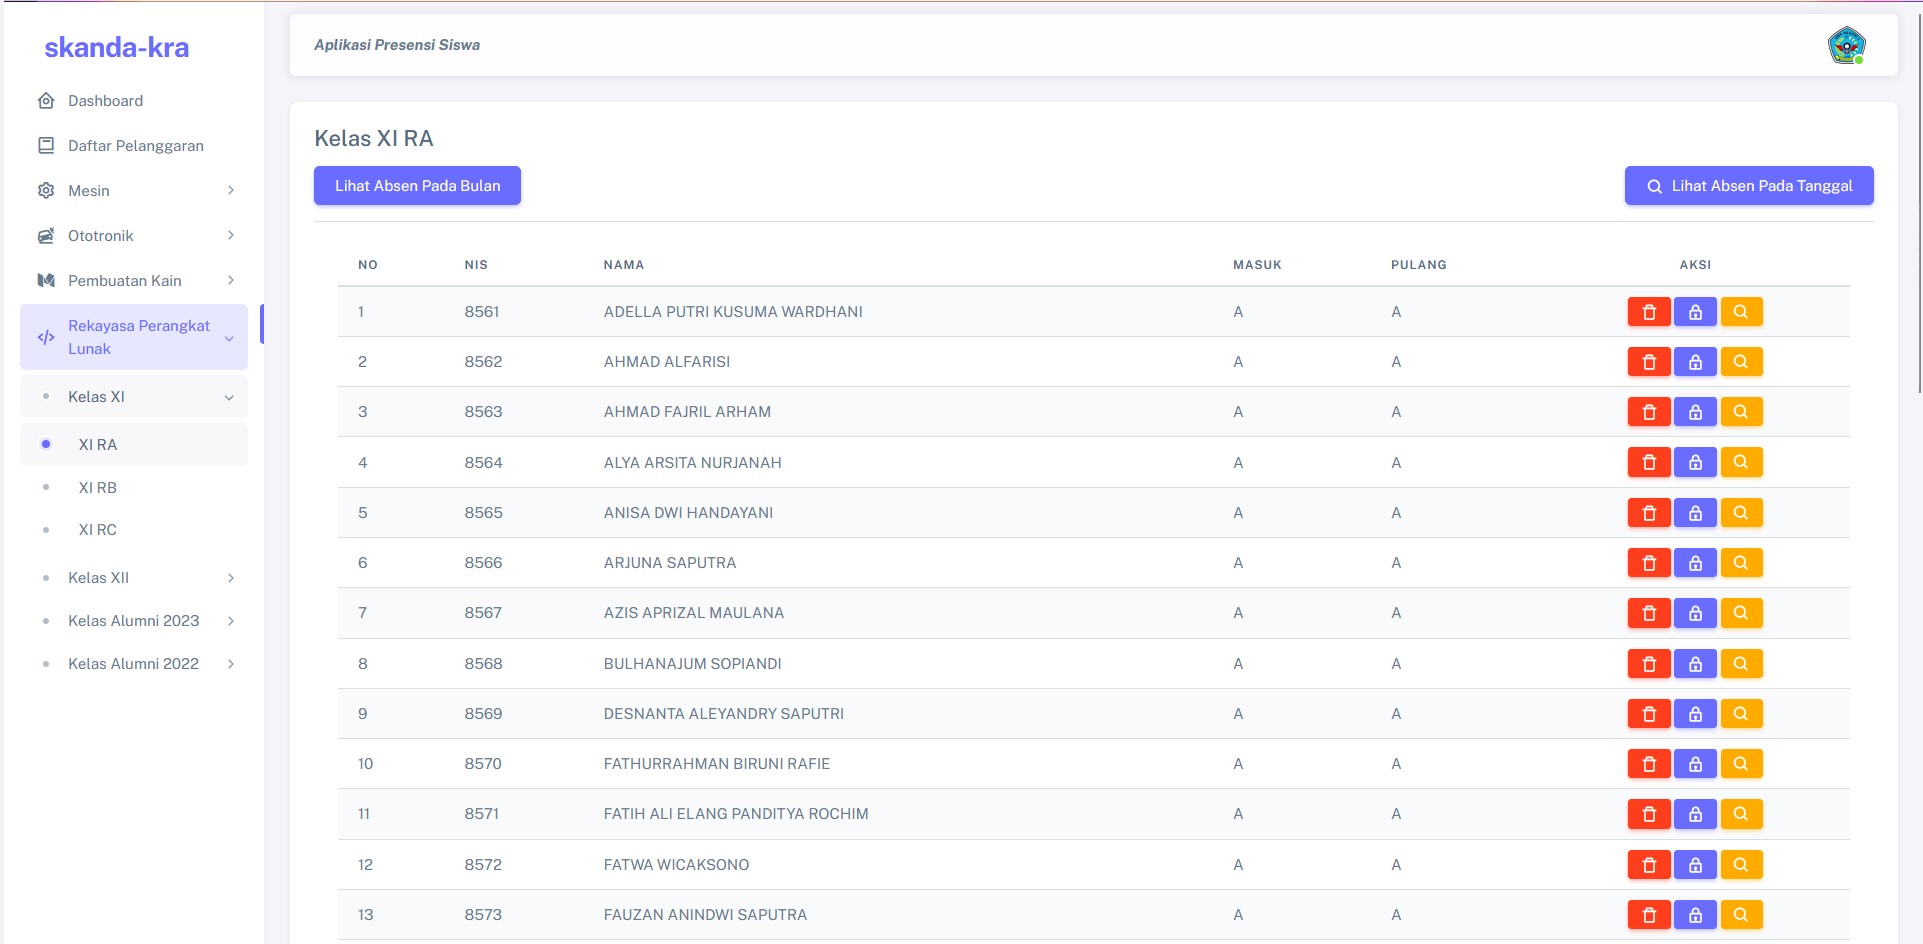 skanda-kra
Dashboard
Daftar Pelanggaran
Mesin
Ototronik
Pembuatan Kain
Rekayasa Perangkat
Lunak
Kelas XI
XI RA
XI RB
XI RC
Kelas XII
Kelas Alumni 2023
Kelas Alumni 2022
Aplikasi Presensi Siswa
Kelas XI RA
Lihat Absen Pada Bulan
Lihat Absen Pada Tanggal
NO NIS NAMA MASUK PULANG AKSI
1 8561 ADELLA PUTRI KUSUMA WARDHANI A A
2 8562 AHMAD ALFARISI A A
3 8563 AHMAD FAJRIL ARHAM A A
4 8564 ALYA ARSITA NURJANAH A A
5 8565 ANISA DWI HANDAYANI A A
6 8566 ARJUNA SAPUTRA A A
7 8567 AZIS APRIZAL MAULANA A A
8 8568 BULHANAJUM SOPIANDI A A
9 8569 DESNANTA ALEYANDRY SAPUTRI A A
10 8570 FATHURRAHMAN BIRUNI RAFIE A A
11 8571 FATIH ALI ELANG PANDITYA ROCHIM A A
12 8572 FATWA WICAKSONO A A
13 8573 FAUZAN ANINDWI SAPUTRA A A